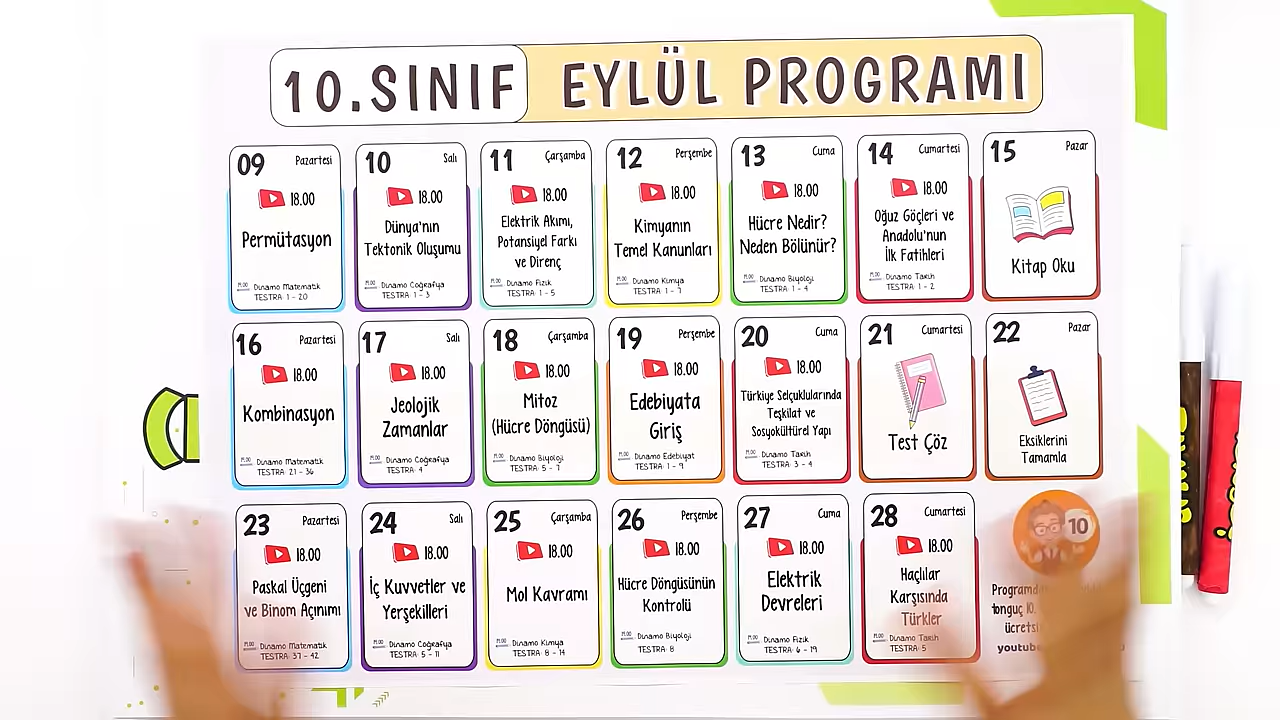 10.SINIF EYLÜL PROGRAMI
09 Pazartesi
18.00
Permütasyon
Dinamo Matematik
TESTRA: 1 - 20
10 Salı
18.00
Dünya'nın
Tektonik Oluşumu
Dinamo Coğrafya
TESTRA: 1 - 3
11 Çarşamba
18.00
Elektrik Akımı,
Potansiyel Farkı
ve Direnç
Dinamo Fizik
TESTRA: 1 - 5
12 Perşembe
18.00
Kimyanın
Temel Kanunları
Dinamo Kimya
TESTRA: 1 - 7
13 Cuma
18.00
Hücre Nedir?
Neden Bölünür?
Dinamo Biyoloji
TESTRA: 1 - 4
14 Cumartesi
18.00
Oğuz Göçleri ve
Anadolu'nun
İlk Fatihleri
Dinamo Tarih
TESTRA: 1 - 2
15 Pazar
Kitap Oku
16 Pazartesi
18.00
Kombinasyon
Dinamo Matematik
TESTRA: 21 - 36
17 Salı
18.00
Jeolojik
Zamanlar
Dinamo Coğrafya
TESTRA: 4
18 Çarşamba
18.00
Mitoz
(Hücre Döngüsü)
Dinamo Biyoloji
TESTRA: 5 - 7
19 Perşembe
18.00
Edebiyata
Giriş
Dinamo Edebiyat
TESTRA: 1 - 9
20 Cuma
18.00
Türkiye Selçuklularında
Teşkilat ve
Sosyokültürel Yapı
Dinamo Tarih
TESTRA: 3 - 4
21 Cumartesi
Test Çöz
22 Pazar
Eksiklerini
Tamamla
23 Pazartesi
18.00
Paskal Üçgeni
ve Binom Açınımı
Dinamo Matematik
TESTRA: 37 - 42
24 Salı
18.00
İç Kuvvetler ve
Yerşekilleri
Dinamo Coğrafya
TESTRA: 5 - 11
25 Çarşamba
18.00
Mol Kavramı
Dinamo Kimya
TESTRA: 8 - 14
26 Perşembe
18.00
Hücre Döngüsünün
Kontrolü
Dinamo Biyoloji
TESTRA: 8
27 Cuma
18.00
Elektrik
Devreleri
Dinamo Fizik
TESTRA: 6 - 19
28 Cumartesi
18.00
Haçlılar
Karşısında
Türkler
Dinamo Tarih
TESTRA: 5
10
tonguç 10.